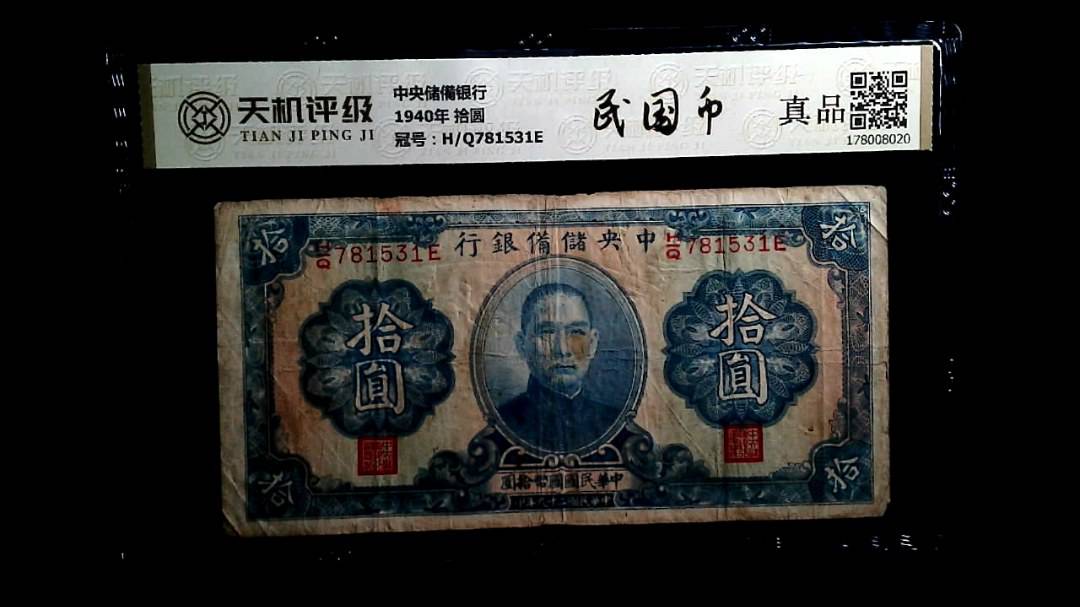 天机评级
TIAN JI PING JI
中央储備银行
1940年 拾圆
冠号：H/Q781531E
民国币
真品
178008020
拾
行銀備儲央中
拾
H/Q781531E
H/Q781531E
拾圓
拾圓
圓拾幣國國民華中
拾
拾